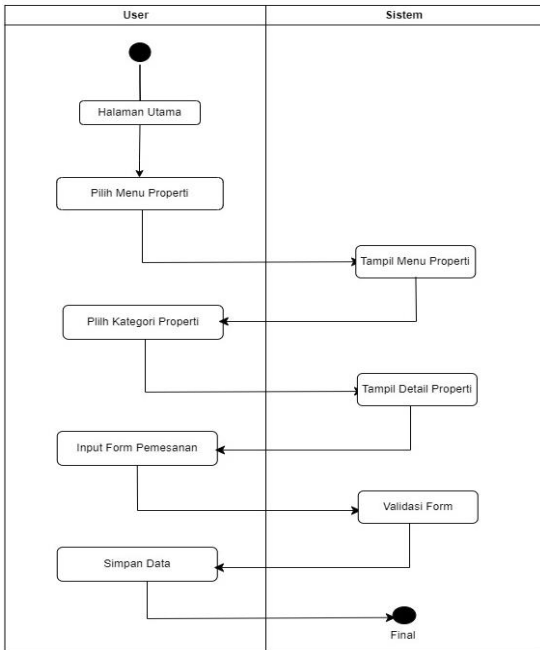 User
Sistem
Halaman Utama
Pilih Menu Properti
Tampil Menu Properti
Plilh Kategori Properti
Tampil Detail Properti
Input Form Pemesanan
Validasi Form
Simpan Data
Final